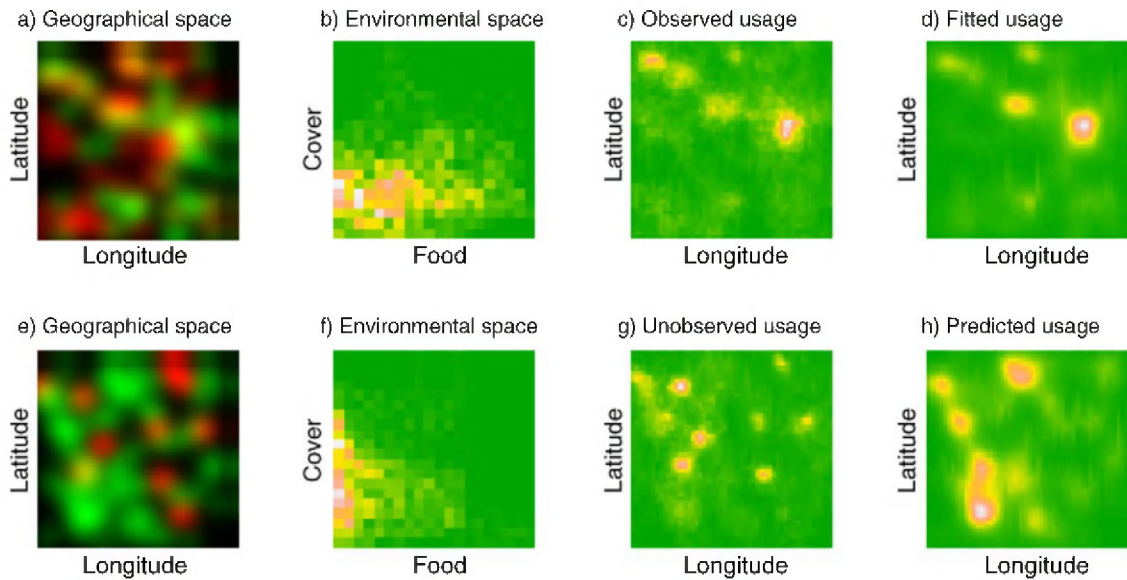 a) Geographical space
b) Environmental space
c) Observed usage
d) Fitted usage
Latitude
Cover
Latitude
Latitude
Longitude
Food
Longitude
Longitude
e) Geographical space
f) Environmental space
g) Unobserved usage
h) Predicted usage
Latitude
Cover
Latitude
Latitude
Longitude
Food
Longitude
Longitude